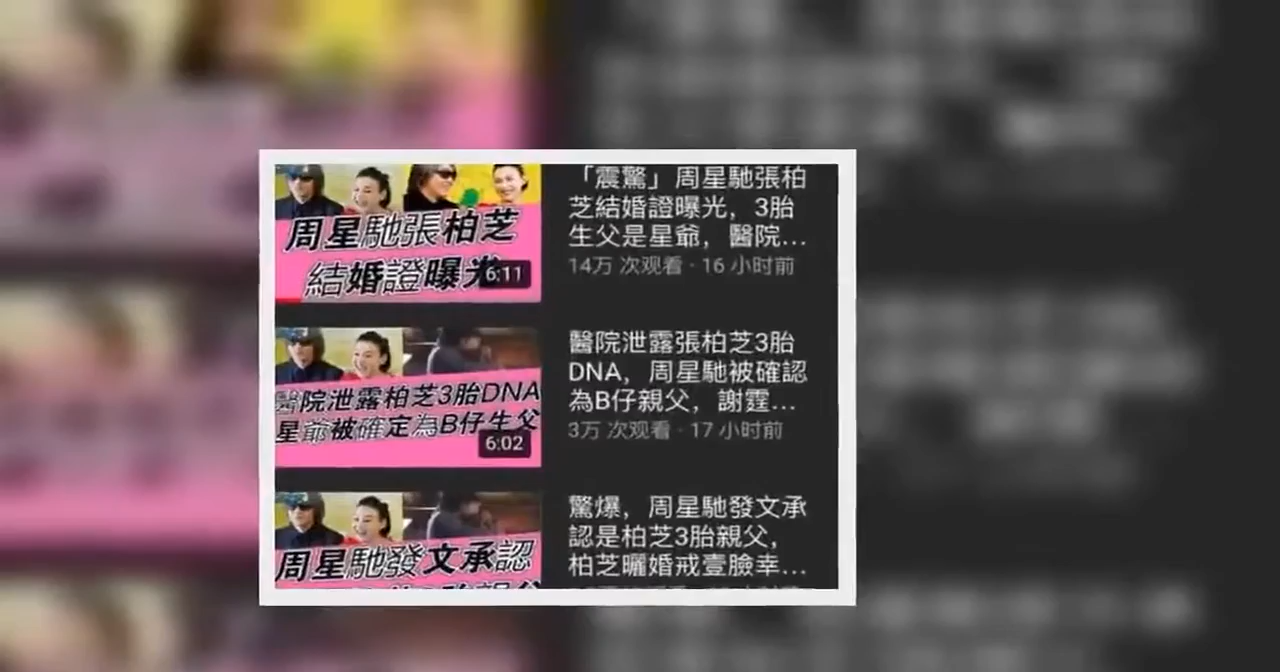 周星馳張柏芝
結婚證曝光
6:11
「震驚」周星馳張柏
芝結婚證曝光，3胎
生父是星爺，醫院...
14万 次观看 · 16 小时前
醫院泄露柏芝3胎DNA
星爺被確定為B仔生父
6:02
醫院泄露張柏芝3胎
DNA，周星馳被確認
為B仔親父，謝霆...
3万 次观看 · 17 小时前
周星馳發文承認
驚爆，周星馳發文承
認是柏芝3胎親父，
柏芝曬婚戒壹臉幸...